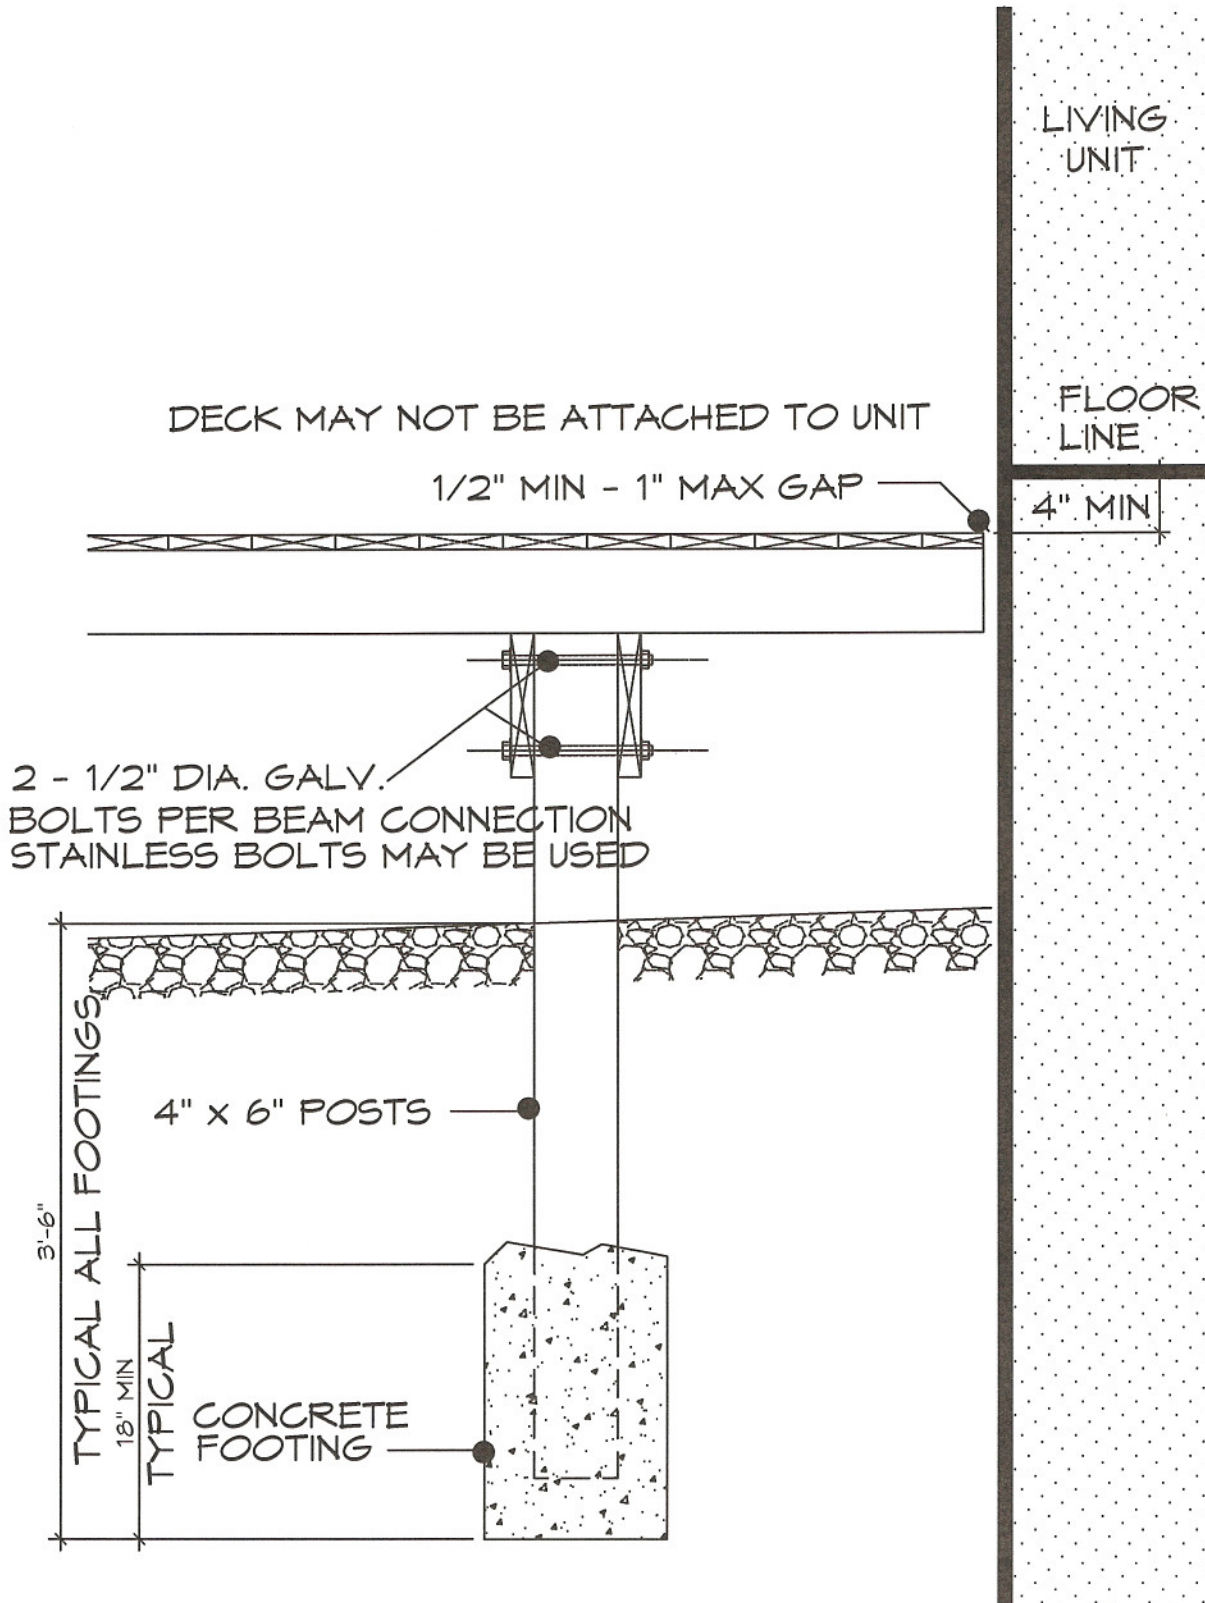 LIVING
UNIT
FLOOR
LINE
DECK MAY NOT BE ATTACHED TO UNIT
1/2" MIN - 1" MAX GAP
4" MIN
2 - 1/2" DIA. GALV.
BOLTS PER BEAM CONNECTION
STAINLESS BOLTS MAY BE USED
4" x 6" POSTS
3'-6"
TYPICAL ALL FOOTINGS
18" MIN
TYPICAL
CONCRETE
FOOTING